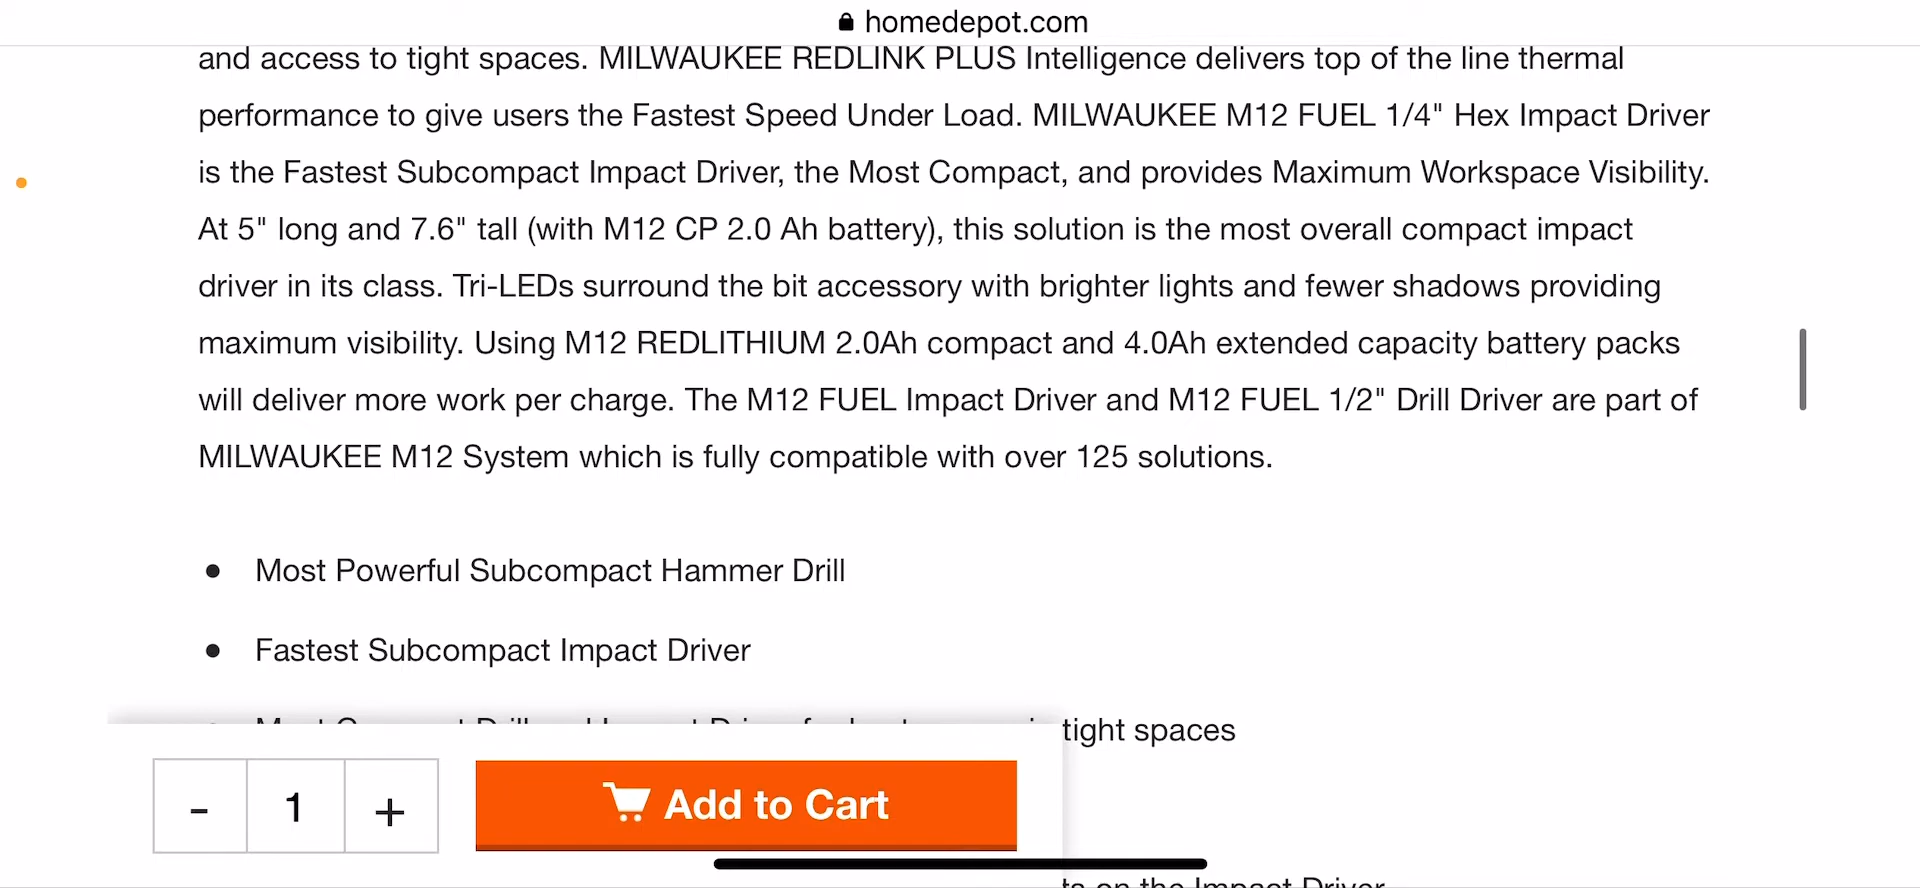 homedepot.com
and access to tight spaces. MILWAUKEE REDLINK PLUS Intelligence delivers top of the line thermal
performance to give users the Fastest Speed Under Load. MILWAUKEE M12 FUEL 1/4" Hex Impact Driver
is the Fastest Subcompact Impact Driver, the Most Compact, and provides Maximum Workspace Visibility.
At 5" long and 7.6" tall (with M12 CP 2.0 Ah battery), this solution is the most overall compact impact
driver in its class. Tri-LEDs surround the bit accessory with brighter lights and fewer shadows providing
maximum visibility. Using M12 REDLITHIUM 2.0Ah compact and 4.0Ah extended capacity battery packs
will deliver more work per charge. The M12 FUEL Impact Driver and M12 FUEL 1/2" Drill Driver are part of
MILWAUKEE M12 System which is fully compatible with over 125 solutions.
● Most Powerful Subcompact Hammer Drill
● Fastest Subcompact Impact Driver
tight spaces
- 1 + Add to Cart
on the Impact Driver